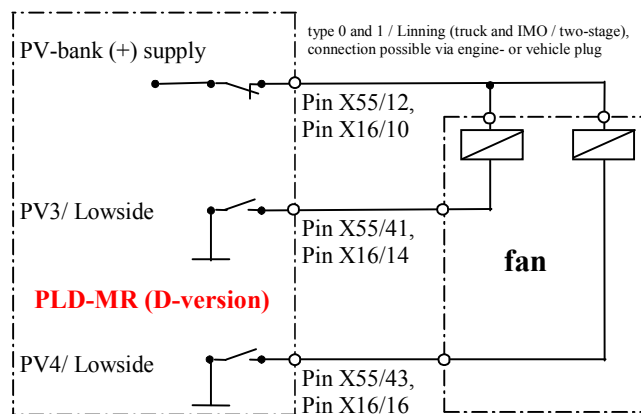 type 0 and 1 / Linning (truck and IMO / two-stage),
connection possible via engine- or vehicle plug
PV-bank (+) supply
Pin X55/12,
Pin X16/10
PV3/ Lowside
Pin X55/41,
Pin X16/14
fan
PLD-MR (D-version)
PV4/ Lowside
Pin X55/43,
Pin X16/16